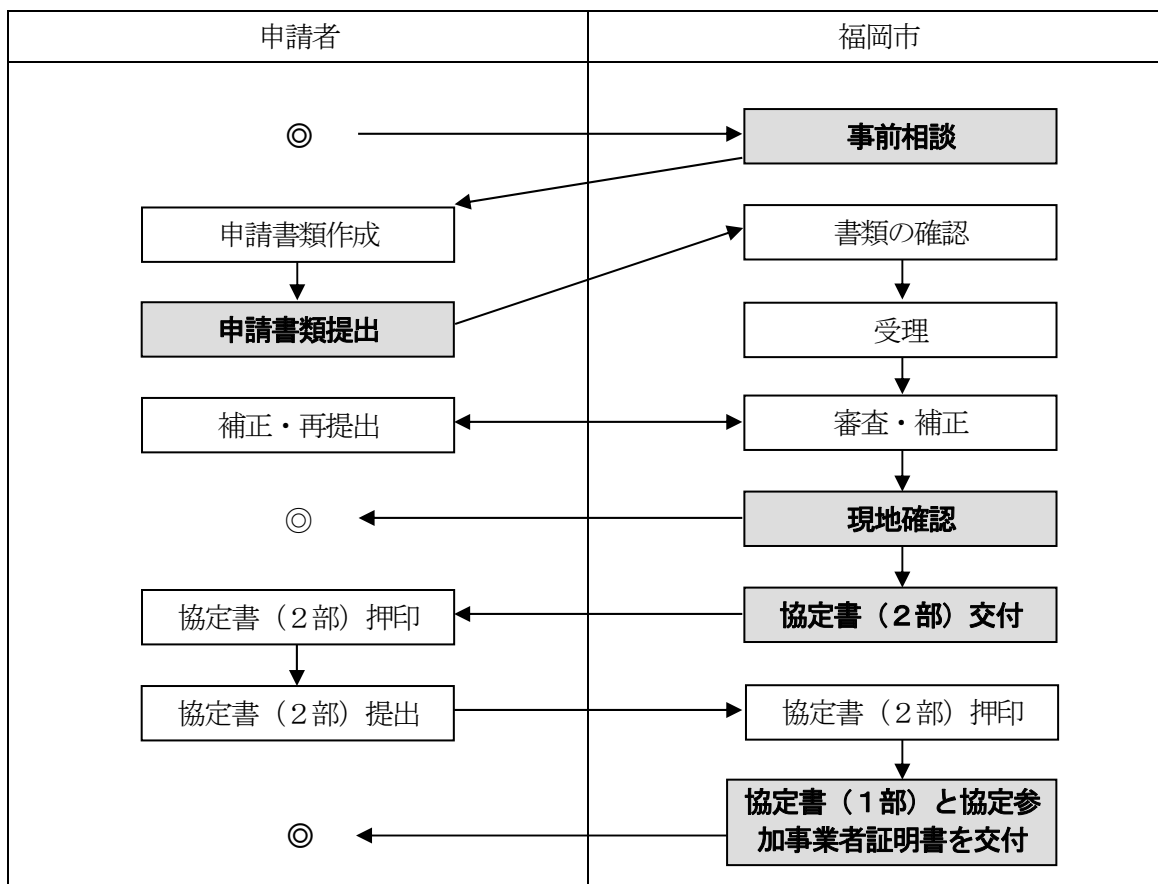 申請者
福岡市
◎
事前相談
申請書類作成
書類の確認
申請書類提出
受理
補正・再提出
審査・補正
◎
現地確認
協定書（２部）押印
協定書（２部）交付
協定書（２部）提出
協定書（２部）押印
◎
協定書（１部）と協定参
加事業者証明書を交付